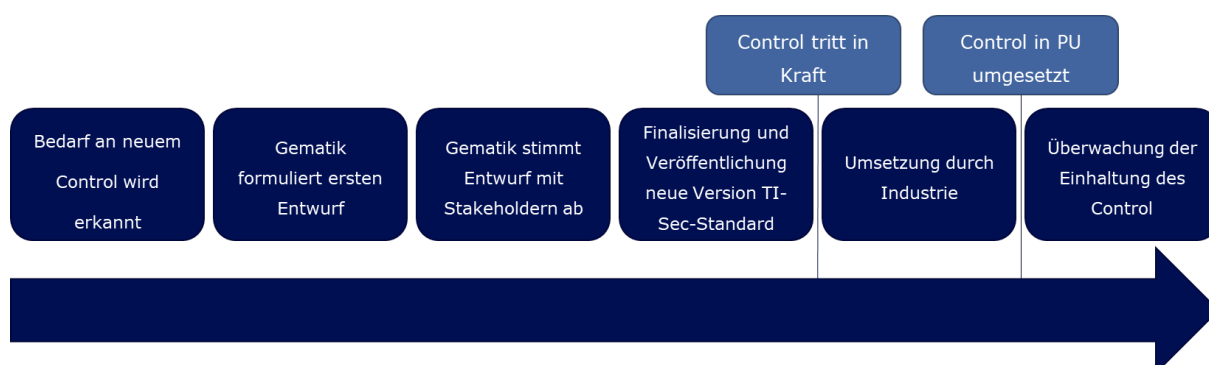 Control tritt in
Kraft
Control in PU
umgesetzt
Bedarf an neuem
Control wird
erkannt
Gematik
formuliert ersten
Entwurf
Gematik stimmt
Entwurf mit
Stakeholdern ab
Finalisierung und
Veröffentlichung
neue Version TI-
Sec-Standard
Umsetzung durch
Industrie
Überwachung der
Einhaltung des
Control